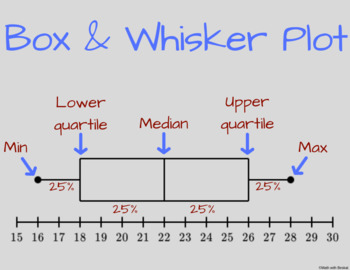 Box & Whisker Plot
Lower
quartile
Upper
quartile
Min
Median
Max
25%
25%
25%
25%
15 16 17 18 19 20 21 22 23 24 25 26 27 28 29 30